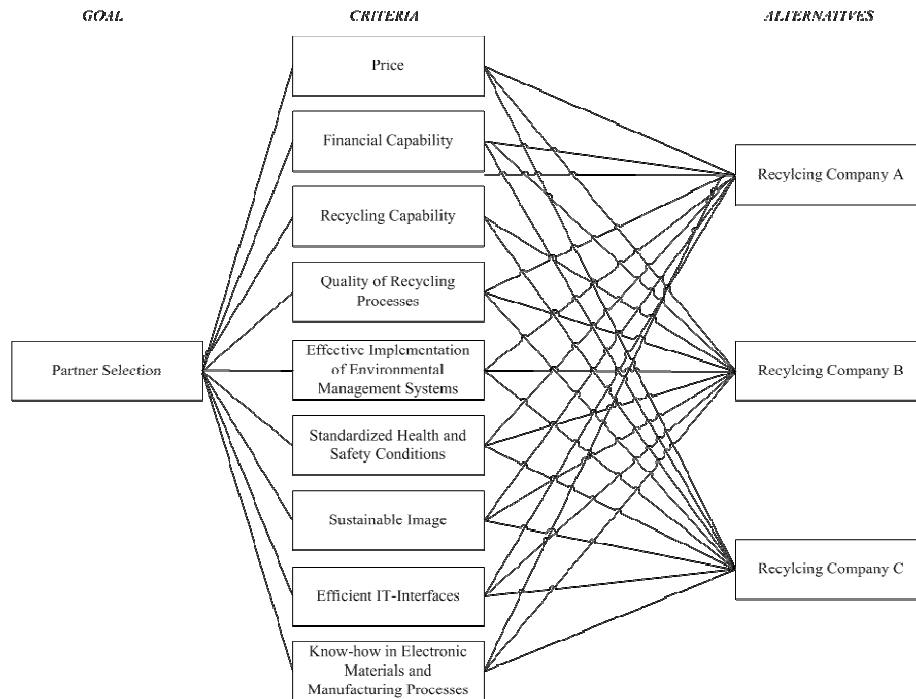 GOAL
CRITERIA
ALTERNATIVES
Price
Financial Capability
Recycling Capability
Quality of Recycling
Processes
Effective Implementation
of Environmental
Management Systems
Standardized Health and
Safety Conditions
Sustainable Image
Efficient IT-Interfaces
Know-how in Electronic
Materials and
Manufacturing Processes
Partner Selection
Recylcing Company A
Recylcing Company B
Recylcing Company C